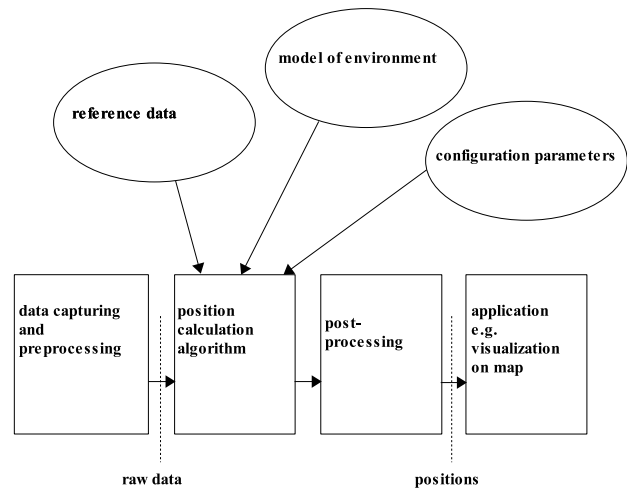 model of environment
reference data
configuration parameters
data capturing
and
preprocessing
position
calculation
algorithm
post-
processing
application
e.g.
visualization
on map
raw data
positions